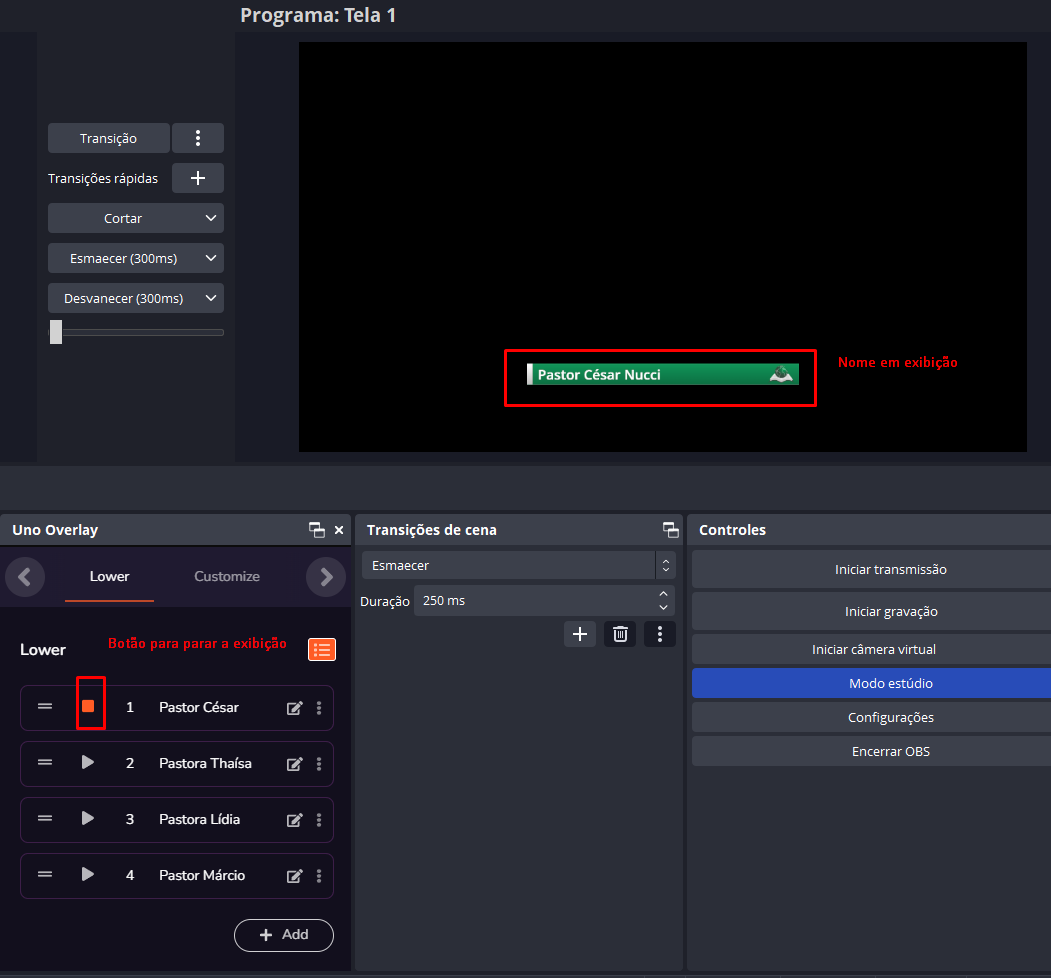 Programa: Tela 1
Transição
Transições rápidas
Cortar
Esmaecer (300ms)
Desvanecer (300ms)
Pastor César Nucci
Nome em exibição
Uno Overlay
Lower
Customize
Lower
Botão para parar a exibição
1 Pastor César
2 Pastora Thaísa
3 Pastora Lídia
4 Pastor Márcio
Add
Transições de cena
Esmaecer
Duração 250 ms
Controles
Iniciar transmissão
Iniciar gravação
Iniciar câmera virtual
Modo estúdio
Configurações
Encerrar OBS